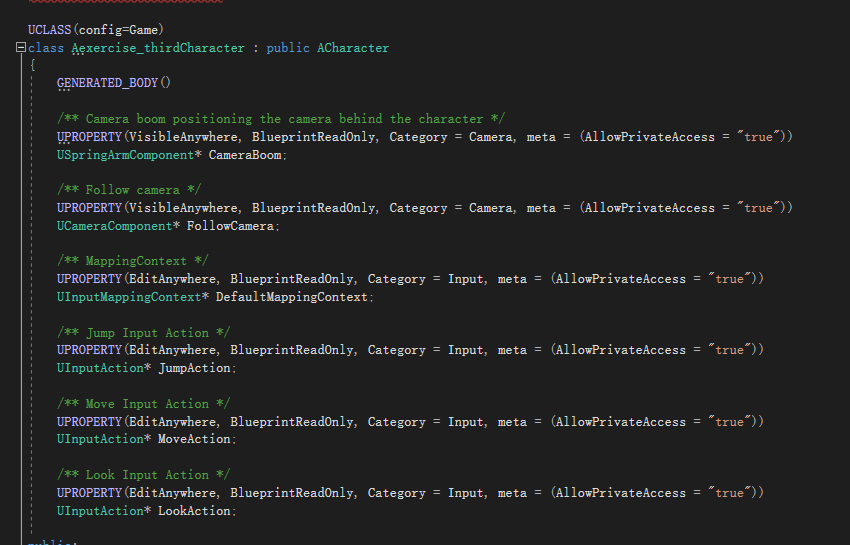 UCLASS(config=Game)
class Aexercise_thirdCharacter : public ACharacter
{
GENERATED_BODY()
/** Camera boom positioning the camera behind the character */
UPROPERTY(VisibleAnywhere, BlueprintReadOnly, Category = Camera, meta = (AllowPrivateAccess = "true"))
USpringArmComponent* CameraBoom;
/** Follow camera */
UPROPERTY(VisibleAnywhere, BlueprintReadOnly, Category = Camera, meta = (AllowPrivateAccess = "true"))
UCameraComponent* FollowCamera;
/** MappingContext */
UPROPERTY(EditAnywhere, BlueprintReadOnly, Category = Input, meta = (AllowPrivateAccess = "true"))
UInputMappingContext* DefaultMappingContext;
/** Jump Input Action */
UPROPERTY(EditAnywhere, BlueprintReadOnly, Category = Input, meta = (AllowPrivateAccess = "true"))
UInputAction* JumpAction;
/** Move Input Action */
UPROPERTY(EditAnywhere, BlueprintReadOnly, Category = Input, meta = (AllowPrivateAccess = "true"))
UInputAction* MoveAction;
/** Look Input Action */
UPROPERTY(EditAnywhere, BlueprintReadOnly, Category = Input, meta = (AllowPrivateAccess = "true"))
UInputAction* LookAction;
public: